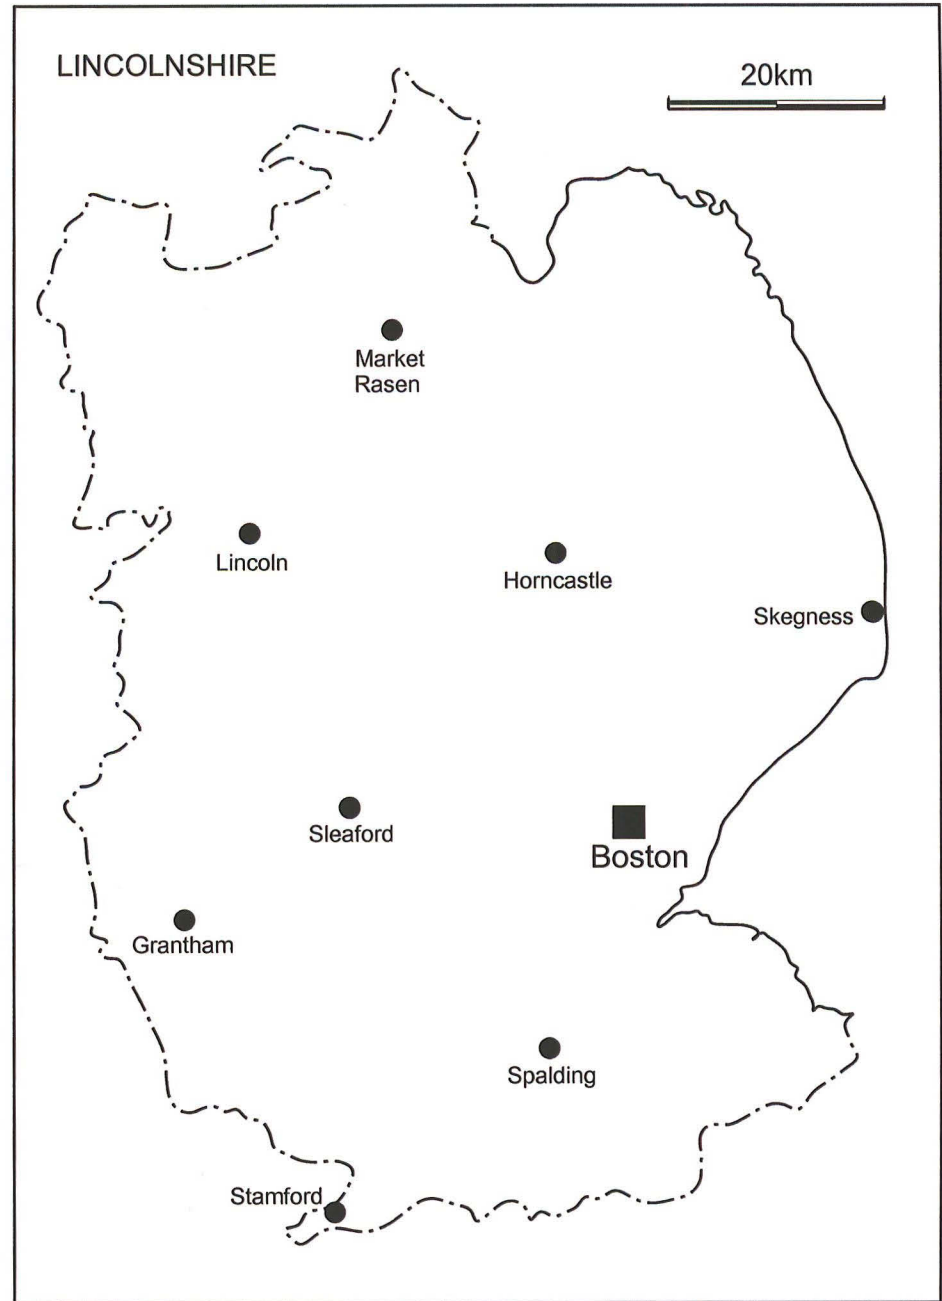 LINCOLNSHIRE
20km
Market
Rasen
Lincoln
Horncastle
Skegness
Sleaford
Boston
Grantham
Spalding
Stamford